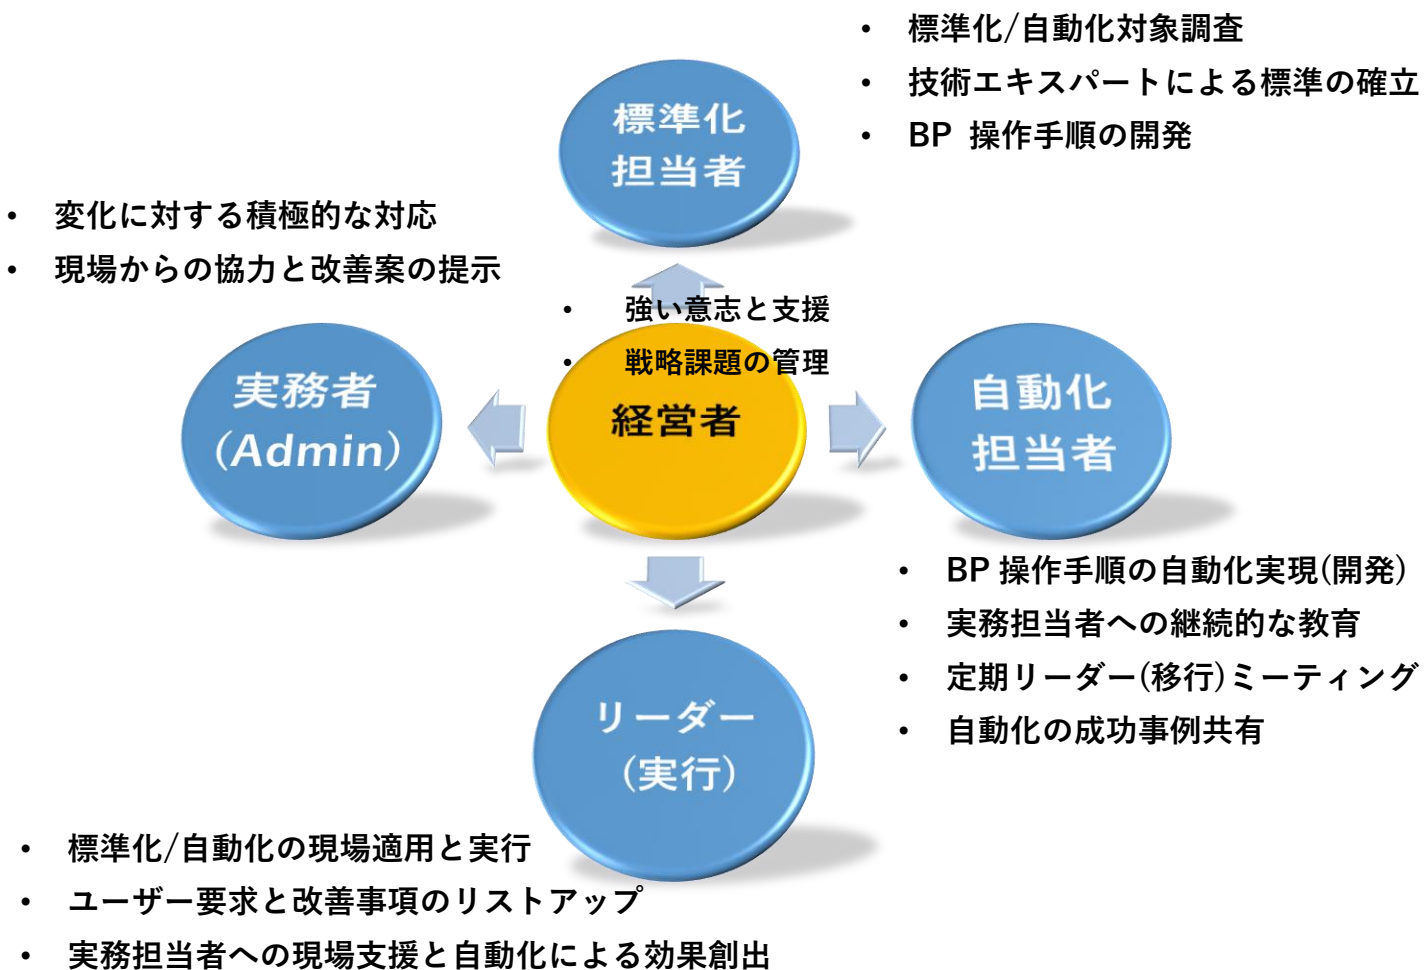 • 標準化/自動化対象調査
• 技術エキスパートによる標準の確立
• BP 操作手順の開発
標準化
担当者
• 変化に対する積極的な対応
• 現場からの協力と改善案の提示
• 強い意志と支援
• 戦略課題の管理
経営者
実務者
(Admin)
自動化
担当者
• BP 操作手順の自動化実現(開発)
• 実務担当者への継続的な教育
• 定期リーダー(移行)ミーティング
• 自動化の成功事例共有
リーダー
(実行)
• 標準化/自動化の現場適用と実行
• ユーザー要求と改善事項のリストアップ
• 実務担当者への現場支援と自動化による効果創出